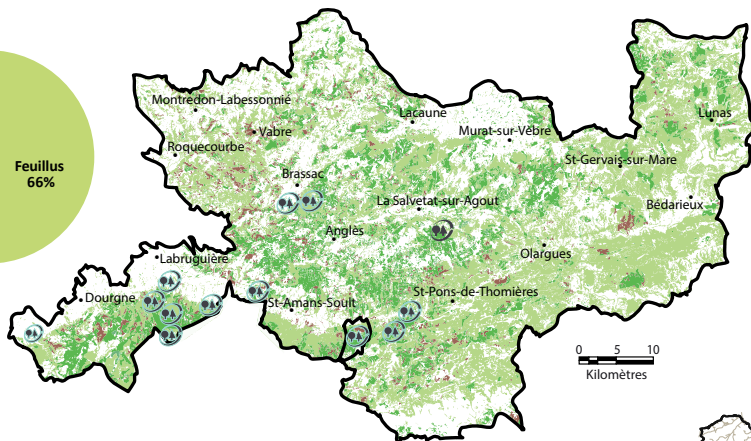 Feuillus
66%
Montredon-Labessonnié
Lacaune
Lunas
Vabre
Murat-sur-Vèbre
Roquecourbe
St-Gervais-sur-Mare
Brassac
La Salvetat-sur-Agout
Bédarieux
Anglès
Olargues
Labruguière
Dourgne
St-Amans-Soult
St-Pons-de-Thomières
0 5 10
Kilomètres